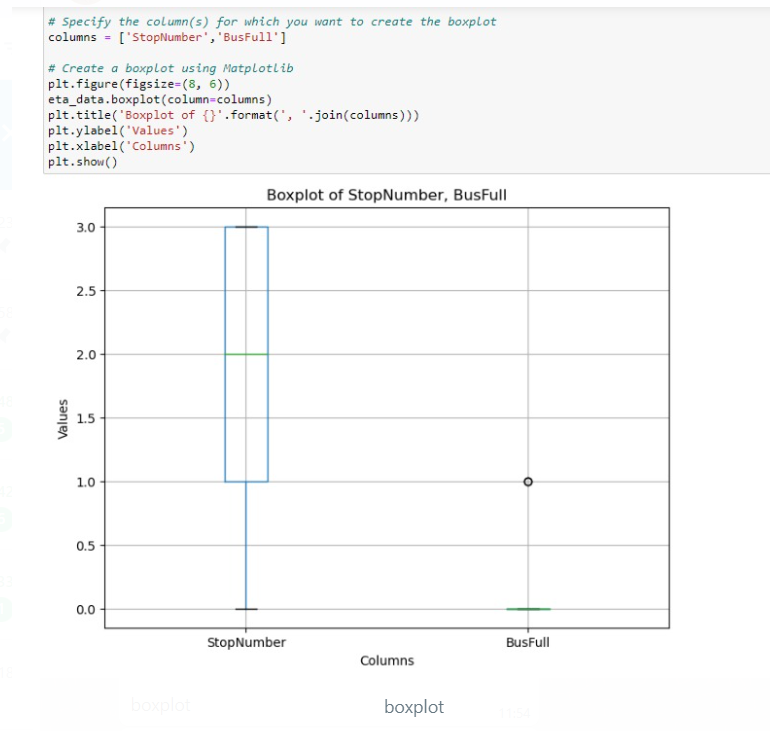 # Specify the column(s) for which you want to create the boxplot
columns = ['StopNumber','BusFull']
# Create a boxplot using Matplotlib
plt.figure(figsize=(8, 6))
eta_data.boxplot(column=columns)
plt.title('Boxplot of {}'.format(', '.join(columns)))
plt.ylabel('Values')
plt.xlabel('Columns')
plt.show()
Boxplot of StopNumber, BusFull
3.0
2.5
2.0
1.5
1.0
0.5
0.0
Values
StopNumber BusFull
Columns
boxplot boxplot